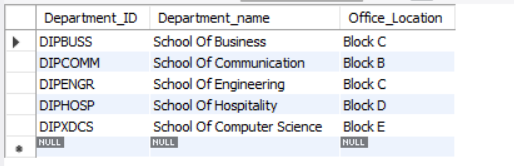 Department_ID Department_name Office_Location
DIPBUSS School Of Business Block C
DIPCOMM School Of Communication Block B
DIPENGR School Of Engineering Block C
DIPHOSP School Of Hospitality Block D
DIPXDCS School Of Computer Science Block E
NULL NULL NULL